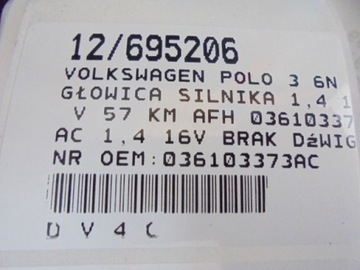 12/695206
VOLKSWAGEN POLO 3 6N
GŁOWICA SILNIKA 1,4 1
V 57 KM AFH 03610337
AC 1,4 16V BRAK DźWIG
NR OEM:036103373AC
D V 4 C